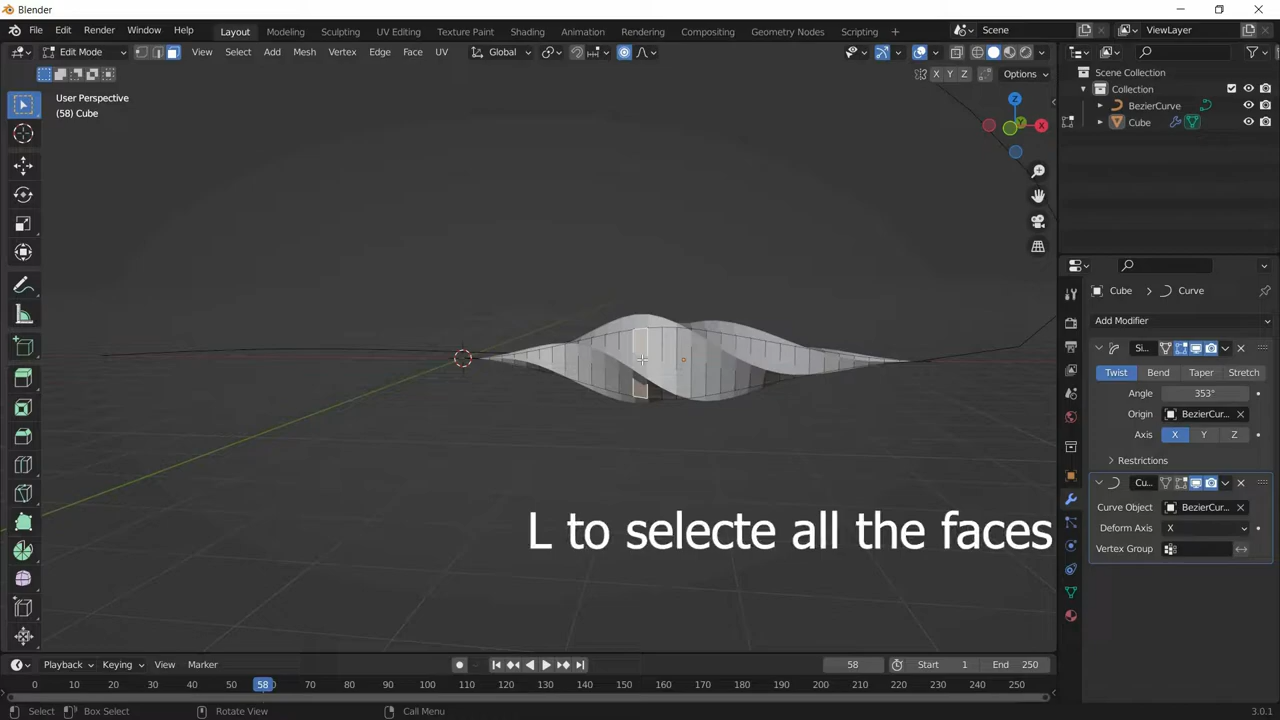 Blender
File Edit Render Window Help Layout Modeling Sculpting UV Editing Texture Paint Shading Animation Rendering Compositing Geometry Nodes Scripting Scene ViewLayer
Edit Mode View Select Add Mesh Vertex Edge Face UV Global
X Y Z Options
User Perspective
(58) Cube
Z
Y
X
Scene Collection
Collection
BezierCurve
Cube
Cube Curve
Add Modifier
Si...
Twist Bend Taper Stretch
Angle 353°
Origin BezierCur...
Axis X Y Z
Restrictions
Cu...
Curve Object BezierCur...
Deform Axis X
Vertex Group
L to selecte all the faces
Playback Keying View Marker 58 Start 1 End 250
0 10 20 30 40 50 58 70 80 90 100 110 120 130 140 150 160 170 180 190 200 210 220 230 240 250
Select Box Select Rotate View Call Menu 3.0.1